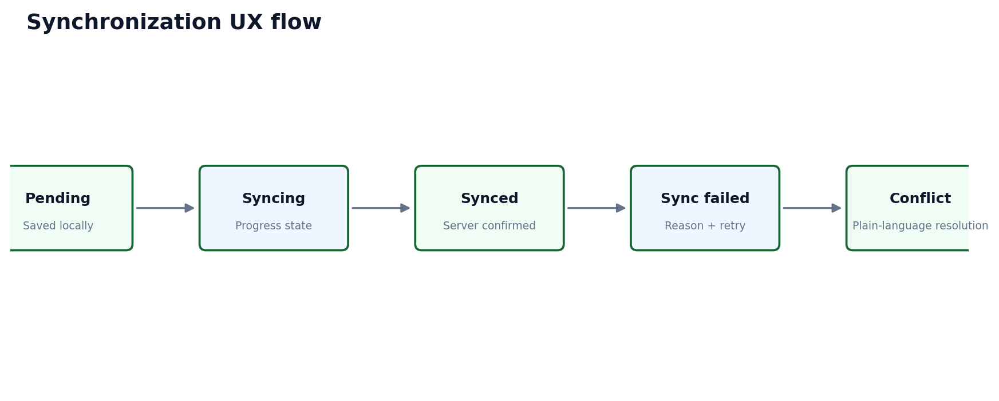 Synchronization UX flow
Pending
Saved locally
Syncing
Progress state
Synced
Server confirmed
Sync failed
Reason + retry
Conflict
Plain-language resolution